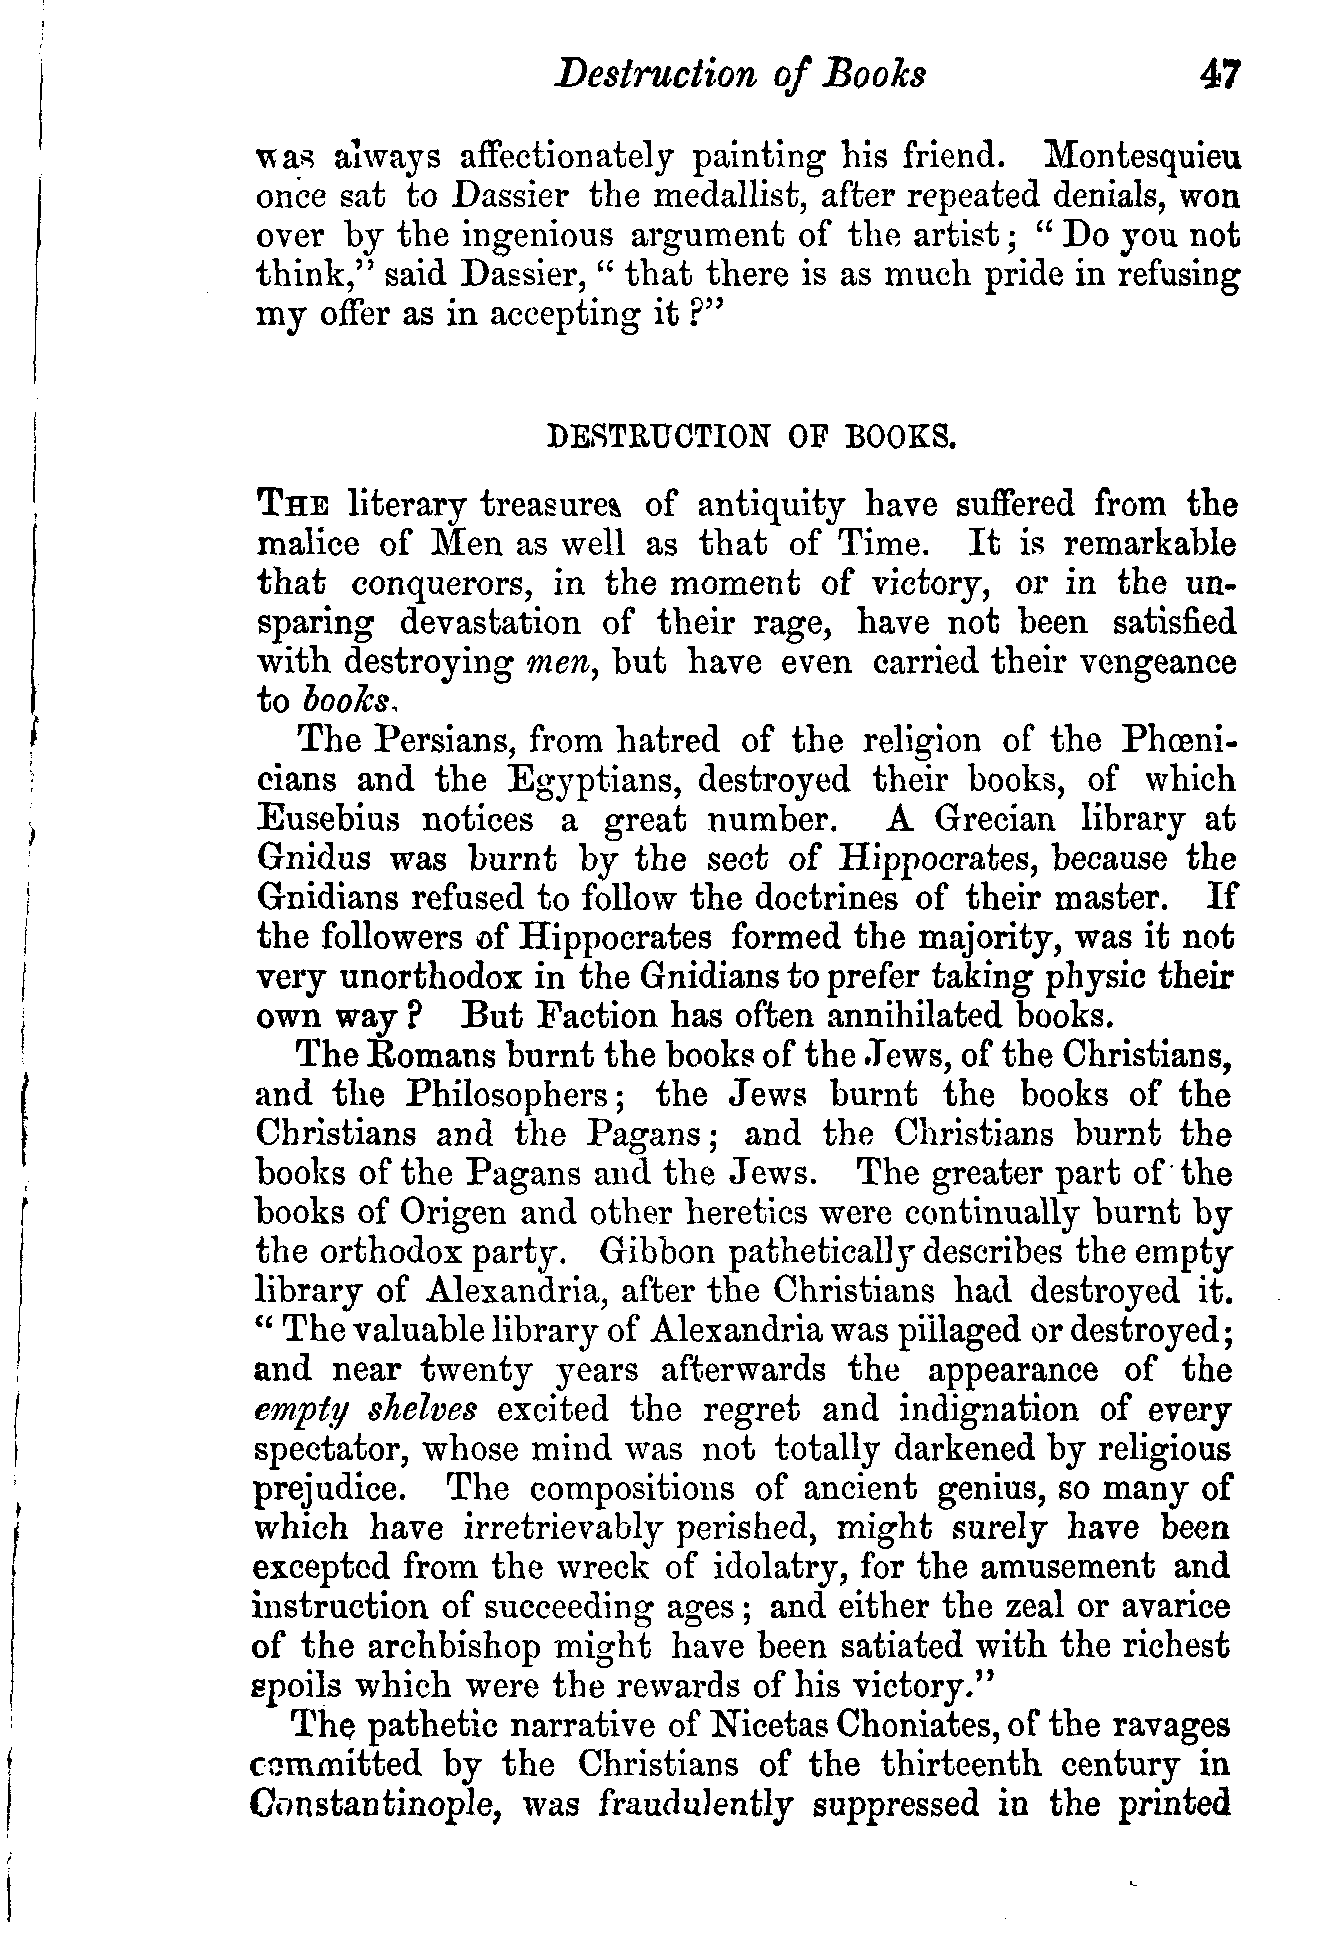 Destruction of Books 47
was always affectionately painting his friend. Montesquieu
once sat to Dassier the medallist, after repeated denials, won
over by the ingenious argument of the artist; “ Do you not
think,” said Dassier, “ that there is as much pride in refusing
my offer as in accepting it ?”
DESTRUCTION OF BOOKS.
THE literary treasures of antiquity have suffered from the
malice of Men as well as that of Time. It is remarkable
that conquerors, in the moment of victory, or in the un-
sparing devastation of their rage, have not been satisfied
with destroying men, but have even carried their vengeance
to books.
The Persians, from hatred of the religion of the Phœni-
cians and the Egyptians, destroyed their books, of which
Eusebius notices a great number. A Grecian library at
Gnidus was burnt by the sect of Hippocrates, because the
Gnidians refused to follow the doctrines of their master. If
the followers of Hippocrates formed the majority, was it not
very unorthodox in the Gnidians to prefer taking physic their
own way ? But Faction has often annihilated books.
The Romans burnt the books of the Jews, of the Christians,
and the Philosophers; the Jews burnt the books of the
Christians and the Pagans; and the Christians burnt the
books of the Pagans and the Jews. The greater part of the
books of Origen and other heretics were continually burnt by
the orthodox party. Gibbon pathetically describes the empty
library of Alexandria, after the Christians had destroyed it.
“ The valuable library of Alexandria was pillaged or destroyed;
and near twenty years afterwards the appearance of the
empty shelves excited the regret and indignation of every
spectator, whose mind was not totally darkened by religious
prejudice. The compositions of ancient genius, so many of
which have irretrievably perished, might surely have been
excepted from the wreck of idolatry, for the amusement and
instruction of succeeding ages; and either the zeal or avarice
of the archbishop might have been satiated with the richest
spoils which were the rewards of his victory.”
The pathetic narrative of Nicetas Choniates, of the ravages
committed by the Christians of the thirteenth century in
Constantinople, was fraudulently suppressed in the printed